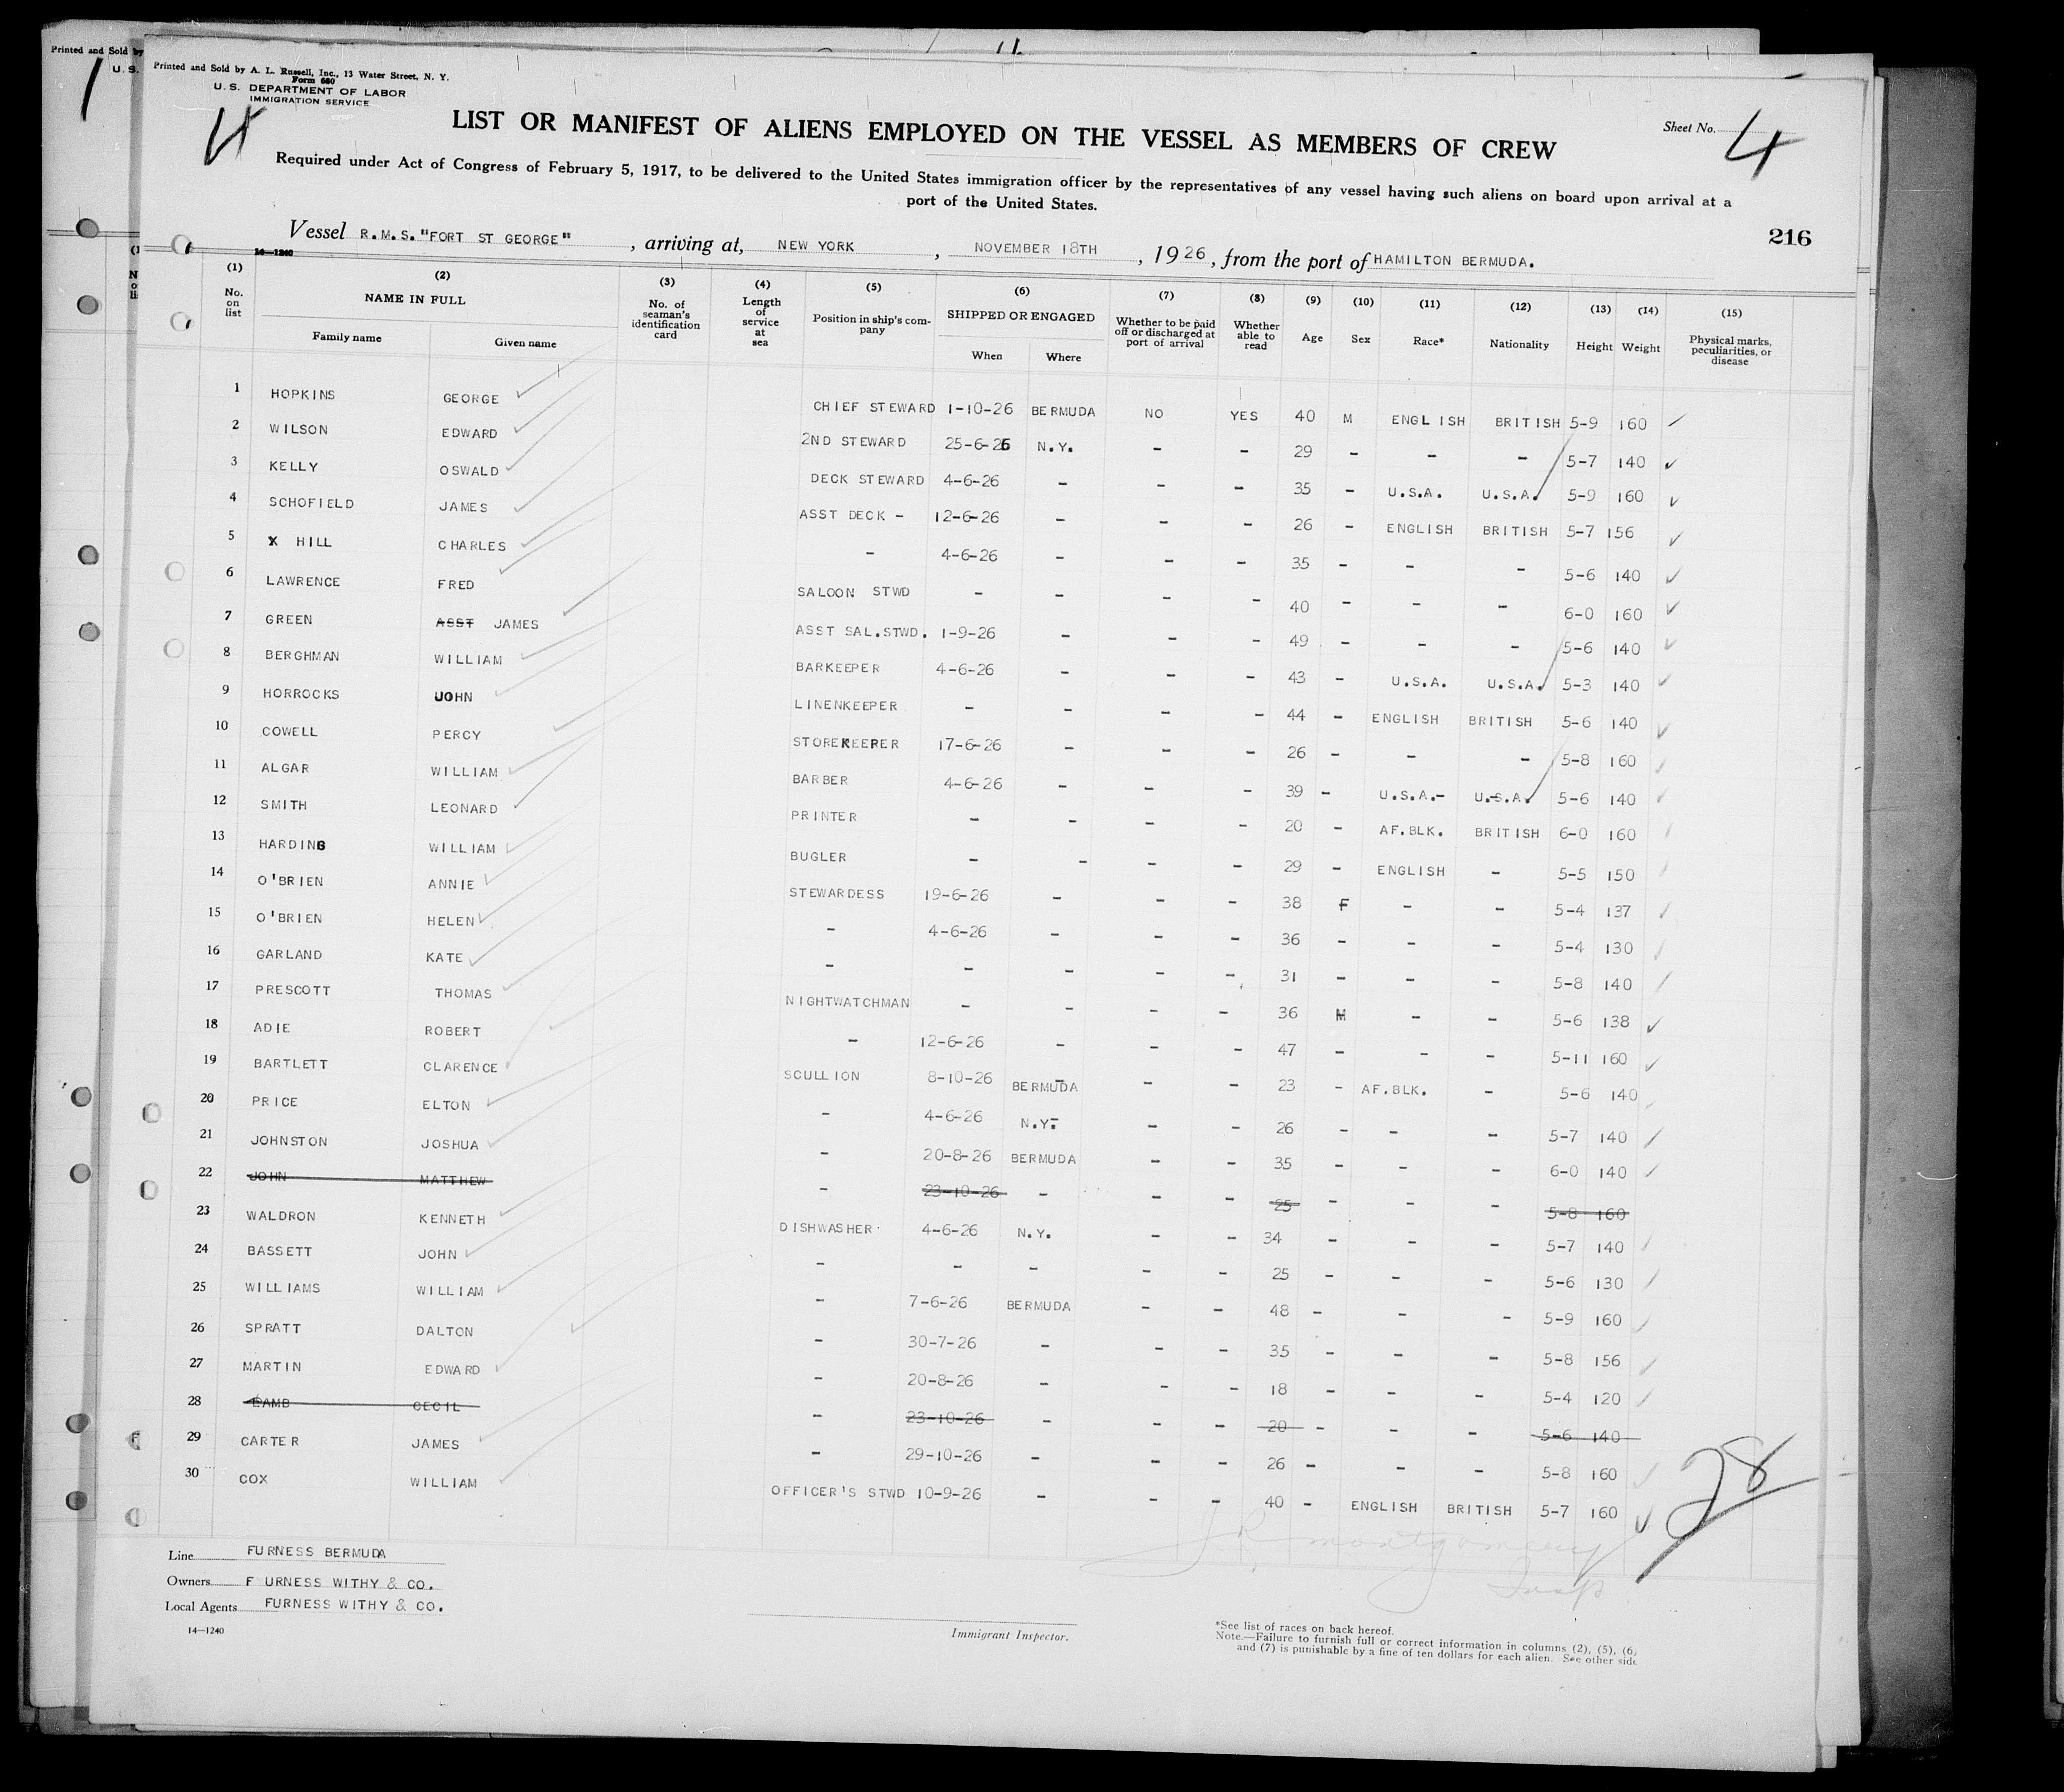 Printed and Sold by
U. S.
1
Printed and Sold by A. L. Russell, Inc., 13 Water Street, N. Y.
Form 680
U. S. DEPARTMENT OF LABOR
IMMIGRATION SERVICE
4
LIST OR MANIFEST OF ALIENS EMPLOYED ON THE VESSEL AS MEMBERS OF CREW
Sheet No. 4
Required under Act of Congress of February 5, 1917, to be delivered to the United States immigration officer by the representatives of any vessel having such aliens on board upon arrival at a
port of the United States.
216
Vessel R.M.S."FORT ST GEORGE" , arriving at, NEW YORK , NOVEMBER 18TH , 1926, from the port of HAMILTON BERMUDA.
14—1240
(1) No. on list (2) NAME IN FULL Family name Given name (3) No. of seaman's identification card (4) Length of service at sea (5) Position in ship's company (6) SHIPPED OR ENGAGED When Where (7) Whether to be paid off or discharged at port of arrival (8) Whether able to read (9) Age (10) Sex (11) Race* (12) Nationality (13) Height (14) Weight (15) Physical marks, peculiarities, or disease
1 HOPKINS GEORGE CHIEF STEWARD 1-10-26 BERMUDA NO YES 40 M ENGLISH BRITISH 5-9 160
2 WILSON EDWARD 2ND STEWARD 25-6-26 N.Y. - - 29 - - - 5-7 140
3 KELLY OSWALD DECK STEWARD 4-6-26 - - - 35 - U.S.A. U.S.A. 5-9 160
4 SCHOFIELD JAMES ASST DECK - 12-6-26 - - - 26 - ENGLISH BRITISH 5-7 156
5 X HILL CHARLES - 4-6-26 - - - 35 - - - 5-6 140
6 LAWRENCE FRED SALOON STWD - - - - 40 - - - 6-0 160
7 GREEN ASST JAMES ASST SAL.STWD. 1-9-26 - - - 49 - - - 5-6 140
8 BERGHMAN WILLIAM BARKEEPER 4-6-26 - - - 43 - U.S.A. U.S.A. 5-3 140
9 HORROCKS JOHN LINENKEEPER - - - - 44 - ENGLISH BRITISH 5-6 140
10 COWELL PERCY STOREKEEPER 17-6-26 - - - 26 - - - 5-8 160
11 ALGAR WILLIAM BARBER 4-6-26 - - - 39 - U.S.A.- U.S.A. 5-6 140
12 SMITH LEONARD PRINTER - - - - 20 - AF.BLK. BRITISH 6-0 160
13 HARDING WILLIAM BUGLER - - - - 29 - ENGLISH - 5-5 150
14 O'BRIEN ANNIE STEWARDESS 19-6-26 - - - 38 F - - 5-4 137
15 O'BRIEN HELEN - 4-6-26 - - - 36 - - - 5-4 130
16 GARLAND KATE - - - - - 31 - - - 5-8 140
17 PRESCOTT THOMAS NIGHTWATCHMAN - - - - 36 M - - 5-6 138
18 ADIE ROBERT - 12-6-26 - - - 47 - - - 5-11 160
19 BARTLETT CLARENCE SCULLION 8-10-26 BERMUDA - - 23 - AF.BLK. - 5-6 140
20 PRICE ELTON - 4-6-26 N.Y. - - 26 - - - 5-7 140
21 JOHNSTON JOSHUA - 20-8-26 BERMUDA - - 35 - - - 6-0 140
22 JOHN MATTHEW - 23-10-26 - - - 25 - - - 5-8 160
23 WALDRON KENNETH DISHWASHER 4-6-26 N.Y. - - 34 - - - 5-7 140
24 BASSETT JOHN - - - - - 25 - - - 5-6 130
25 WILLIAMS WILLIAM - 7-6-26 BERMUDA - - 48 - - - 5-9 160
26 SPRATT DALTON - 30-7-26 - - - 35 - - - 5-8 156
27 MARTIN EDWARD - 20-8-26 - - - 18 - - - 5-4 120
28 CECIL - 23-10-26 - - - 20 - - - 5-6 140
29 CARTER JAMES - 29-10-26 - - - 26 - - - 5-8 160
30 COX WILLIAM OFFICER'S STWD 10-9-26 - - - 40 - ENGLISH BRITISH 5-7 160
28
J R Montgomery
Insp
Line FURNESS BERMUDA
Owners F URNESS WITHY & CO.
Local Agents FURNESS WITHY & CO.
14—1240
Immigrant Inspector.
*See list of races on back hereof.
Note.—Failure to furnish full or correct information in columns (2), (5), (6)
and (7) is punishable by a fine of ten dollars for each alien. See other side